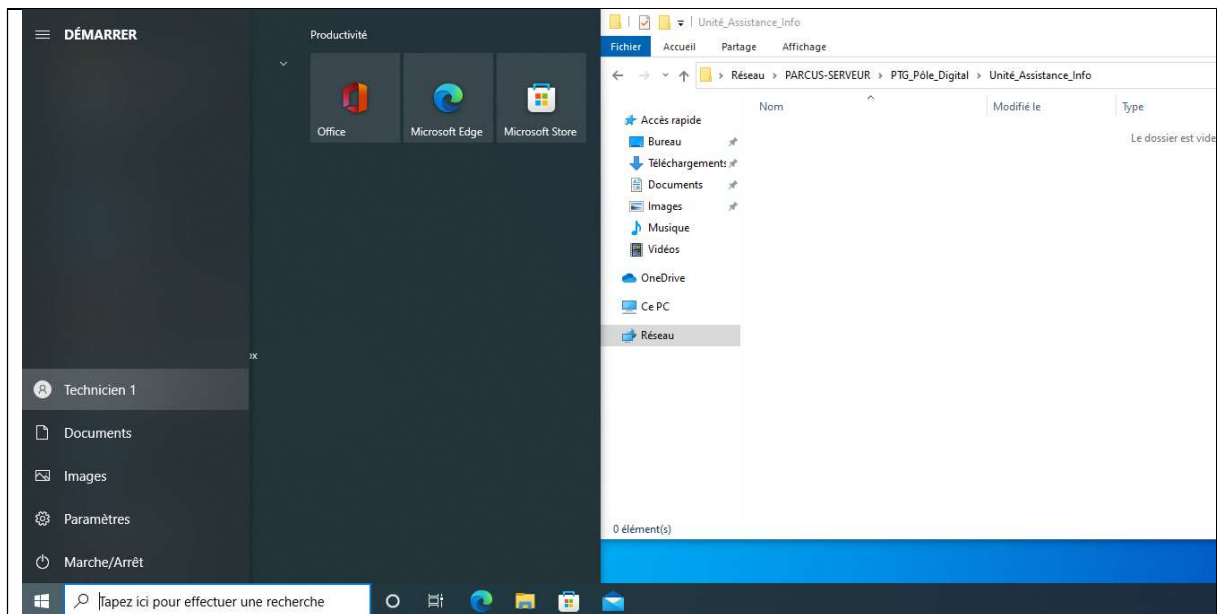 DÉMARRER
Productivité
Office
Microsoft Edge
Microsoft Store
Technicien 1
Documents
Images
Paramètres
Marche/Arrêt
Tapez ici pour effectuer une recherche
Unité_Assistance_Info
Fichier Accueil Partage Affichage
Réseau > PARCUS-SERVEUR > PTG_Pôle_Digital > Unité_Assistance_Info
Nom Modifié le Type
Le dossier est vide
Accès rapide
Bureau
Téléchargements
Documents
Images
Musique
Vidéos
OneDrive
Ce PC
Réseau
0 élément(s)